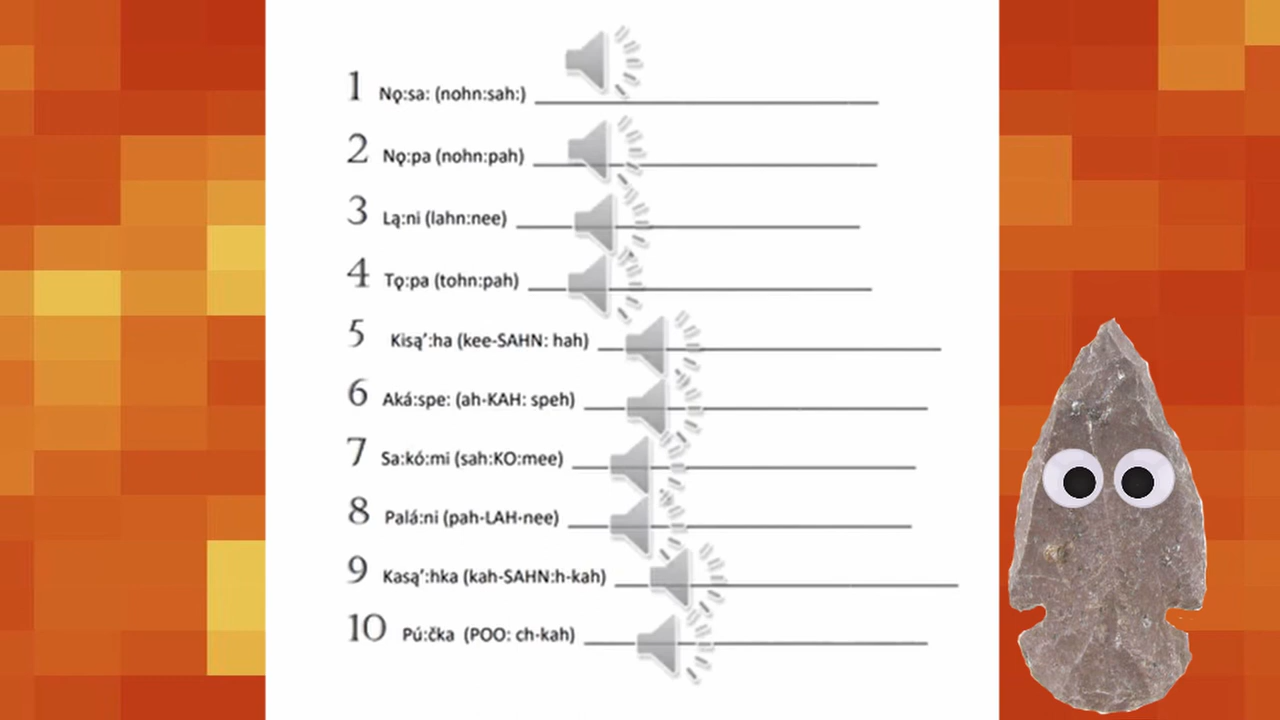 1 Nǫ:sa: (nohn:sah:)
2 Nǫ:pa (nohn:pah)
3 Lą:ni (lahn:nee)
4 Tǫ:pa (tohn:pah)
5 Kisą′:ha (kee-SAHN: hah)
6 Aká:spe: (ah-KAH: speh)
7 Sa:kó:mi (sah:KO:mee)
8 Palá:ni (pah-LAH-nee)
9 Kasą′:hka (kah-SAHN:h-kah)
10 Pú:čka (POO: ch-kah)